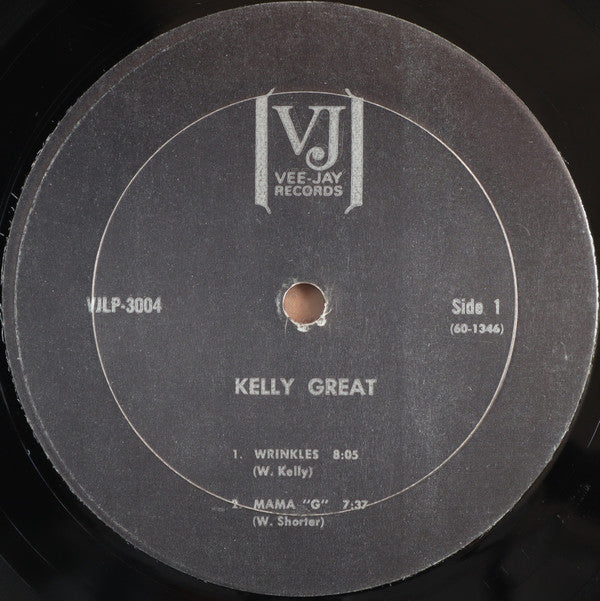 VJ
VEE-JAY
RECORDS
VJLP-3004
Side 1
(60-1346)
KELLY GREAT
1. WRINKLES 8:05
(W. Kelly)
2. MAMA "G" 7:37
(W. Shorter)